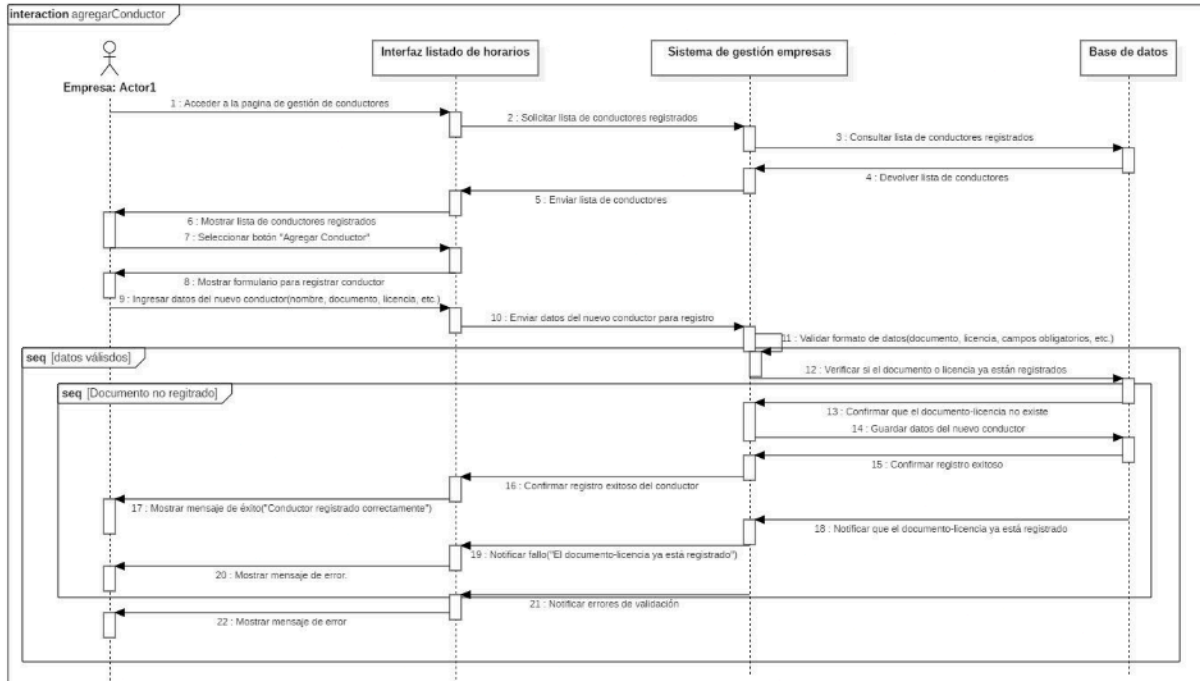 interaction agregarConductor
Interfaz listado de horarios
Sistema de gestión empresas
Base de datos
Empresa: Actor1
1 : Acceder a la pagina de gestión de conductores
2 : Solicitar lista de conductores registrados
3 : Consultar lista de conductores registrados
4 : Devolver lista de conductores
5 : Enviar lista de conductores
6 : Mostrar lista de conductores registrados
7 : Seleccionar botón "Agregar Conductor"
8 : Mostrar formulario para registrar conductor
9 : Ingresar datos del nuevo conductor(nombre, documento, licencia, etc.)
10 : Enviar datos del nuevo conductor para registro
11 : Validar formato de datos(documento, licencia, campos obligatorios, etc.)
seq [datos válisdos]
12 : Verificar si el documento o licencia ya están registrados
seq [Documento no regitrado]
13 : Confirmar que el documento-licencia no existe
14 : Guardar datos del nuevo conductor
15 : Confirmar registro exitoso
16 : Confirmar registro exitoso del conductor
17 : Mostrar mensaje de éxito("Conductor registrado correctamente")
18 : Notificar que el documento-licencia ya está registrado
19 : Notificar fallo("El documento-licencia ya está registrado")
20 : Mostrar mensaje de error.
21 : Notificar errores de validación
22 : Mostrar mensaje de error